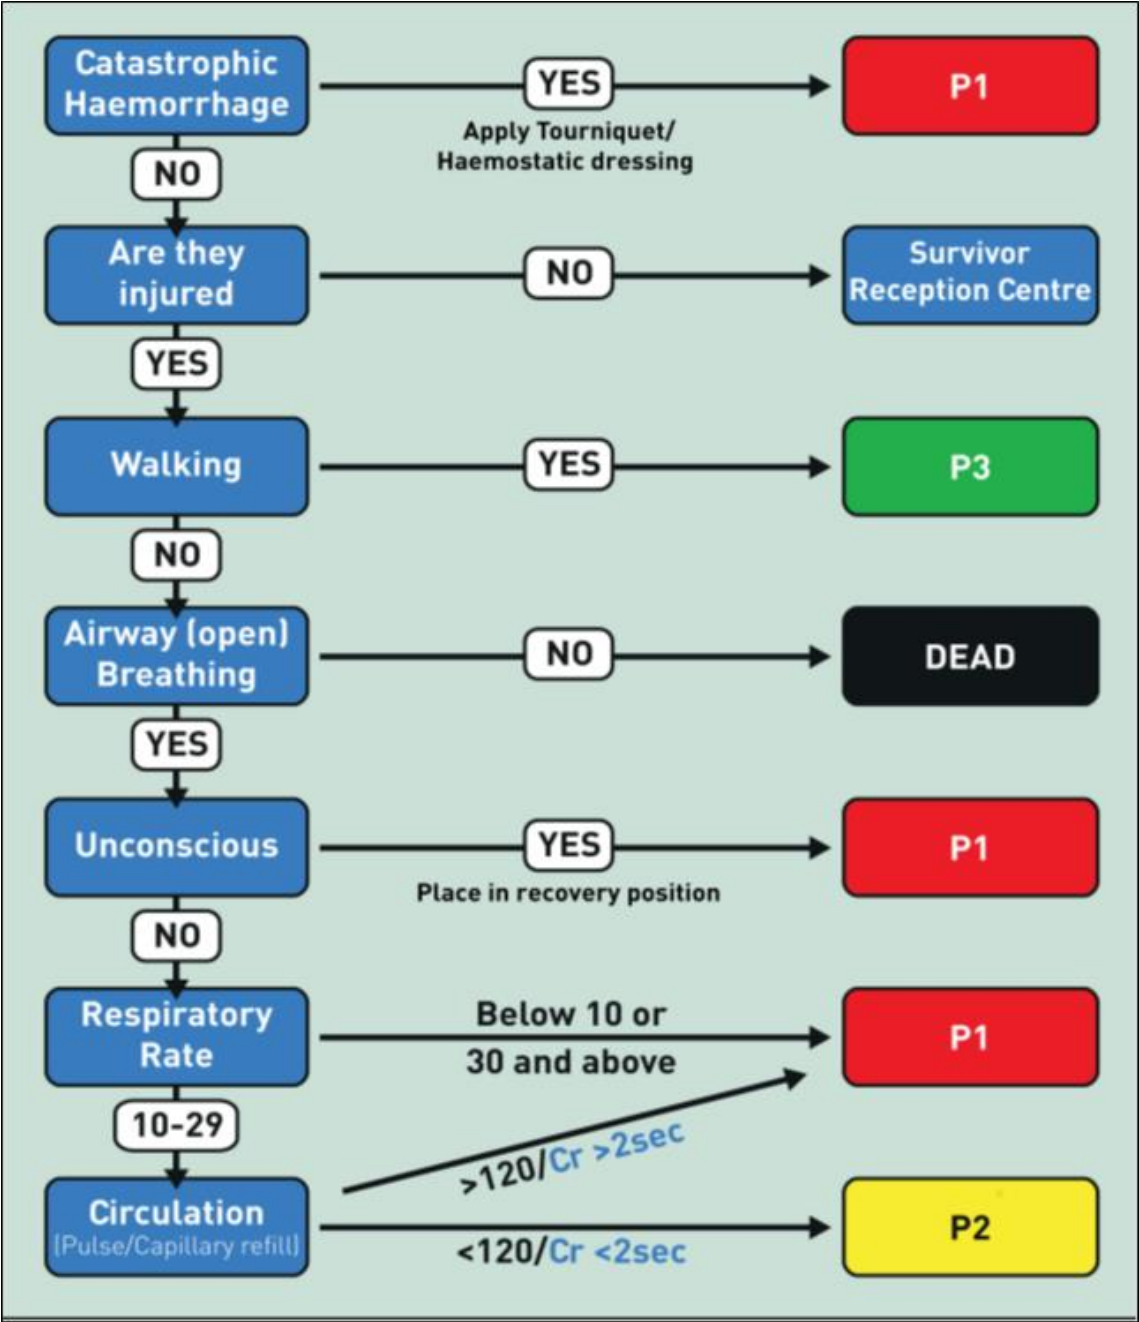 Catastrophic
Haemorrhage
YES
P1
Apply Tourniquet/
Haemostatic dressing
NO
Are they
injured
NO
Survivor
Reception Centre
YES
Walking
YES
P3
NO
Airway (open)
Breathing
NO
DEAD
YES
Unconscious
YES
P1
Place in recovery position
NO
Respiratory
Rate
Below 10 or
30 and above
P1
10-29
>120/Cr >2sec
Circulation
(Pulse/Capillary refill)
<120/Cr <2sec
P2